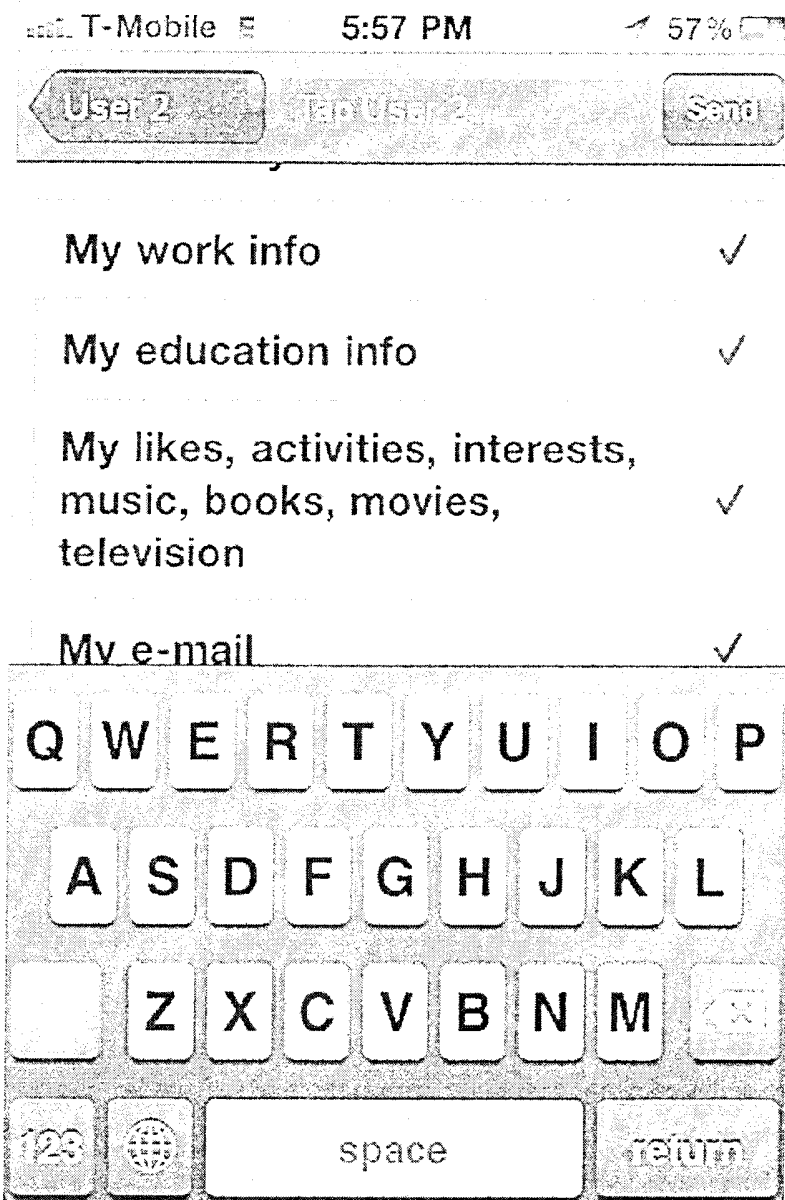 T-Mobile E 5:57 PM 57%
User 2 Tap User 2 Send
My work info
My education info
My likes, activities, interests,
music, books, movies,
television
My e-mail
Q W E R T Y U I O P
A S D F G H J K L
Z X C V B N M
123 space return